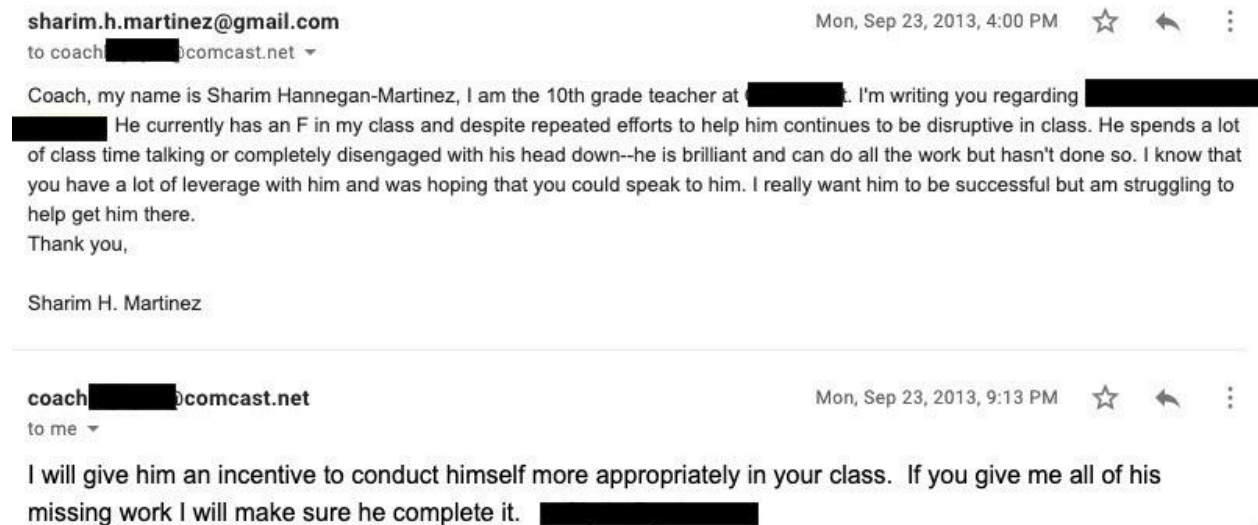 sharim.h.martinez@gmail.com Mon, Sep 23, 2013, 4:00 PM
to coach @comcast.net
Coach, my name is Sharim Hannegan-Martinez, I am the 10th grade teacher at . I'm writing you regarding
He currently has an F in my class and despite repeated efforts to help him continues to be disruptive in class. He spends a lot
of class time talking or completely disengaged with his head down--he is brilliant and can do all the work but hasn't done so. I know that
you have a lot of leverage with him and was hoping that you could speak to him. I really want him to be successful but am struggling to
help get him there.
Thank you,
Sharim H. Martinez
coach comcast.net Mon, Sep 23, 2013, 9:13 PM
to me
I will give him an incentive to conduct himself more appropriately in your class. If you give me all of his
missing work I will make sure he complete it.